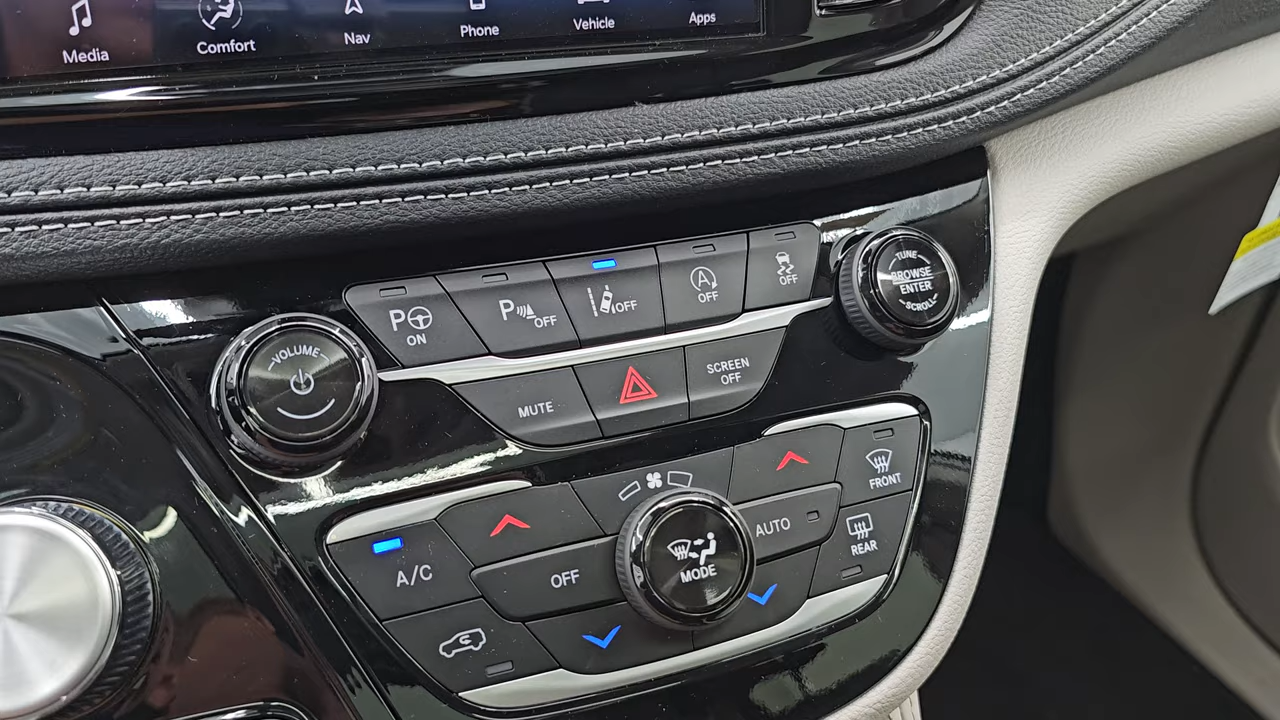 Media
Comfort
Nav
Phone
Vehicle
Apps
VOLUME
P
ON
P
OFF
OFF
A
OFF
OFF
TUNE
BROWSE
ENTER
SCROLL
MUTE
SCREEN
OFF
A/C
OFF
MODE
AUTO
FRONT
REAR